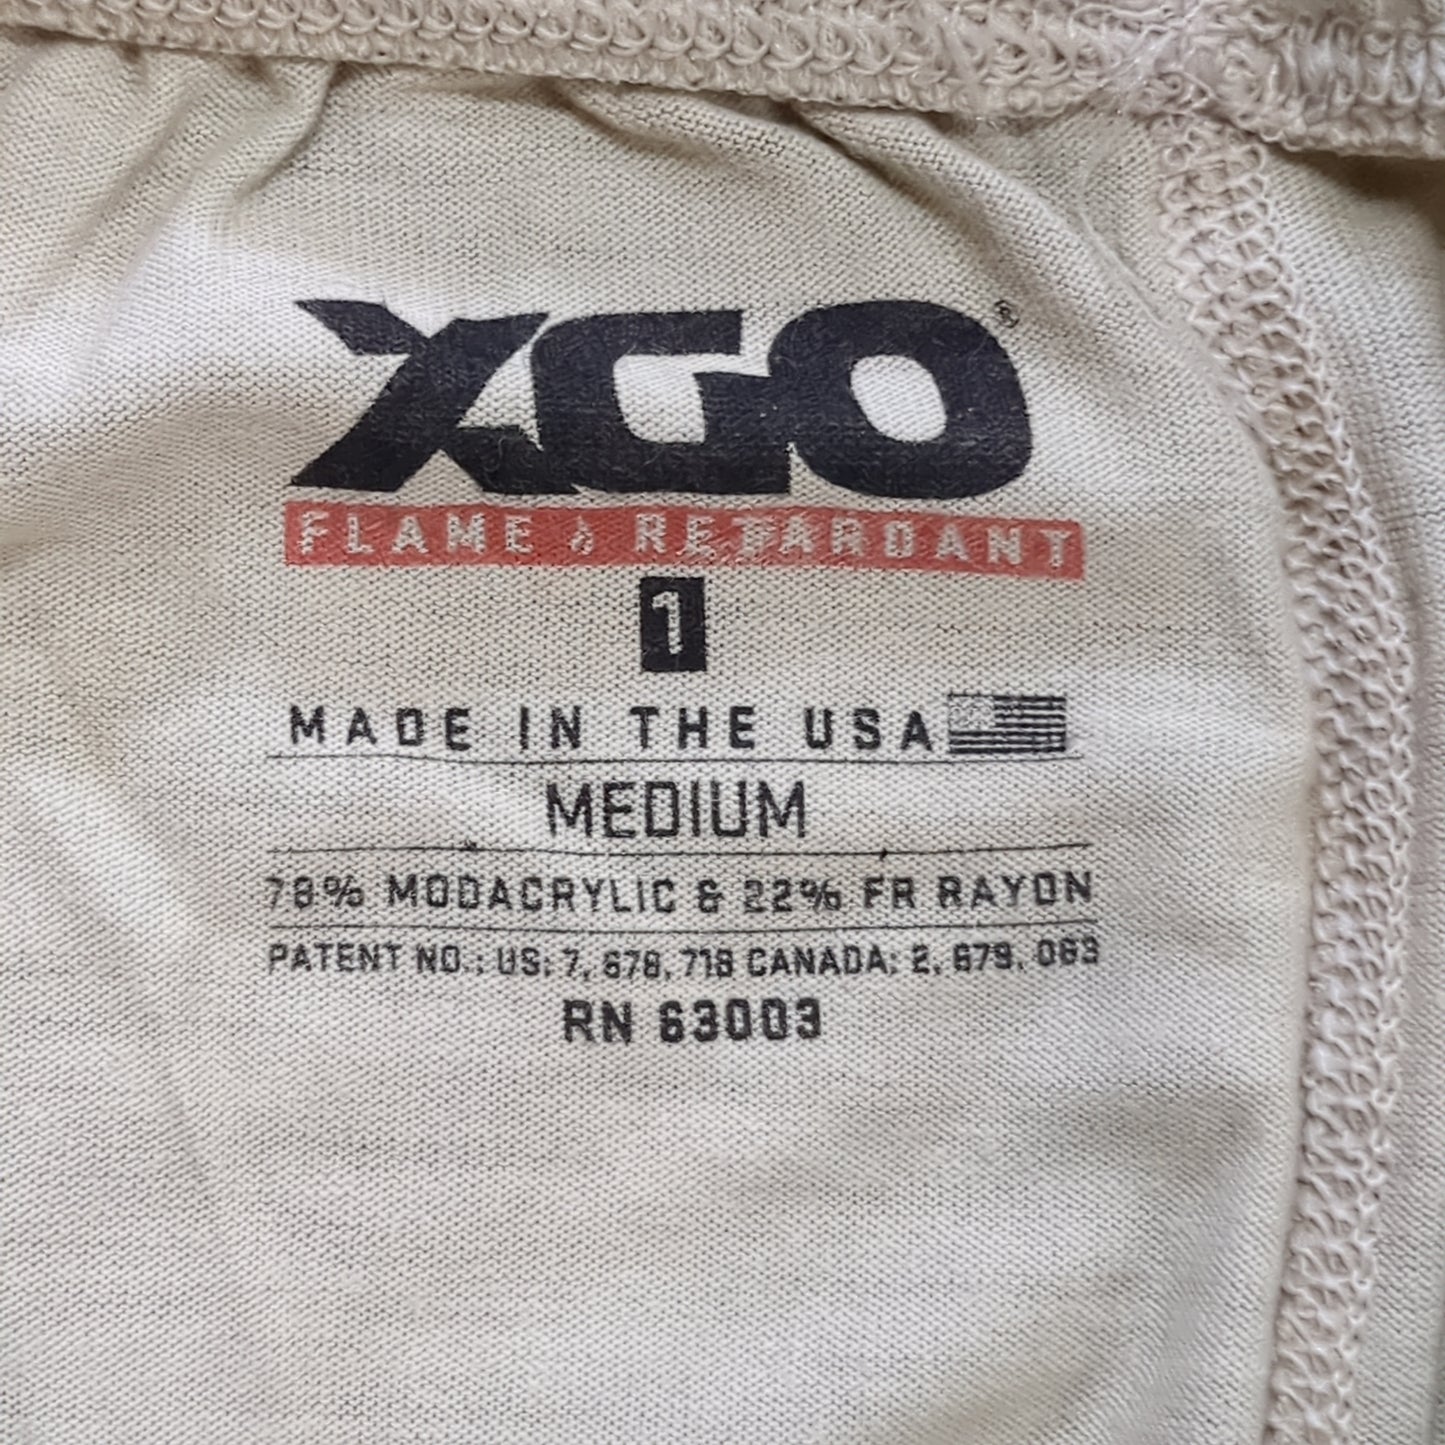 XGO®
FLAME RETARDANT
1
MADE IN THE USA
MEDIUM
78% MODACRYLIC & 22% FR RAYON
PATENT NO.: US: 7, 678, 718 CANADA: 2, 679, 063
RN 63003